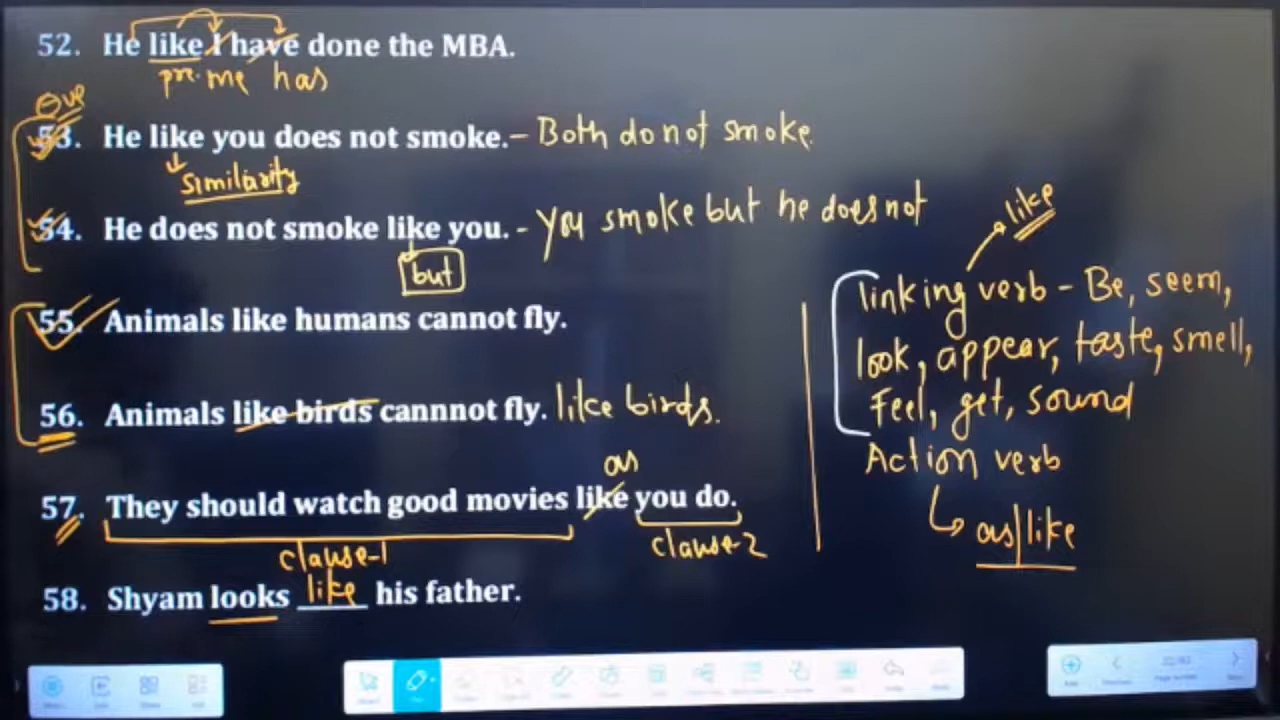 52. He like I have done the MBA.
pre. me has
⊖ve
53. He like you does not smoke. - Both do not smoke.
similarity
54. He does not smoke like you. - You smoke but he does not
but
like
linking verb - Be, seem,
look, appear, taste, smell,
Feel, get, sound
Action verb
as/like
55. Animals like humans cannot fly.
56. Animals like birds cannnot fly. like birds.
as
57. They should watch good movies like you do.
clause-1 clause-2
58. Shyam looks like his father.